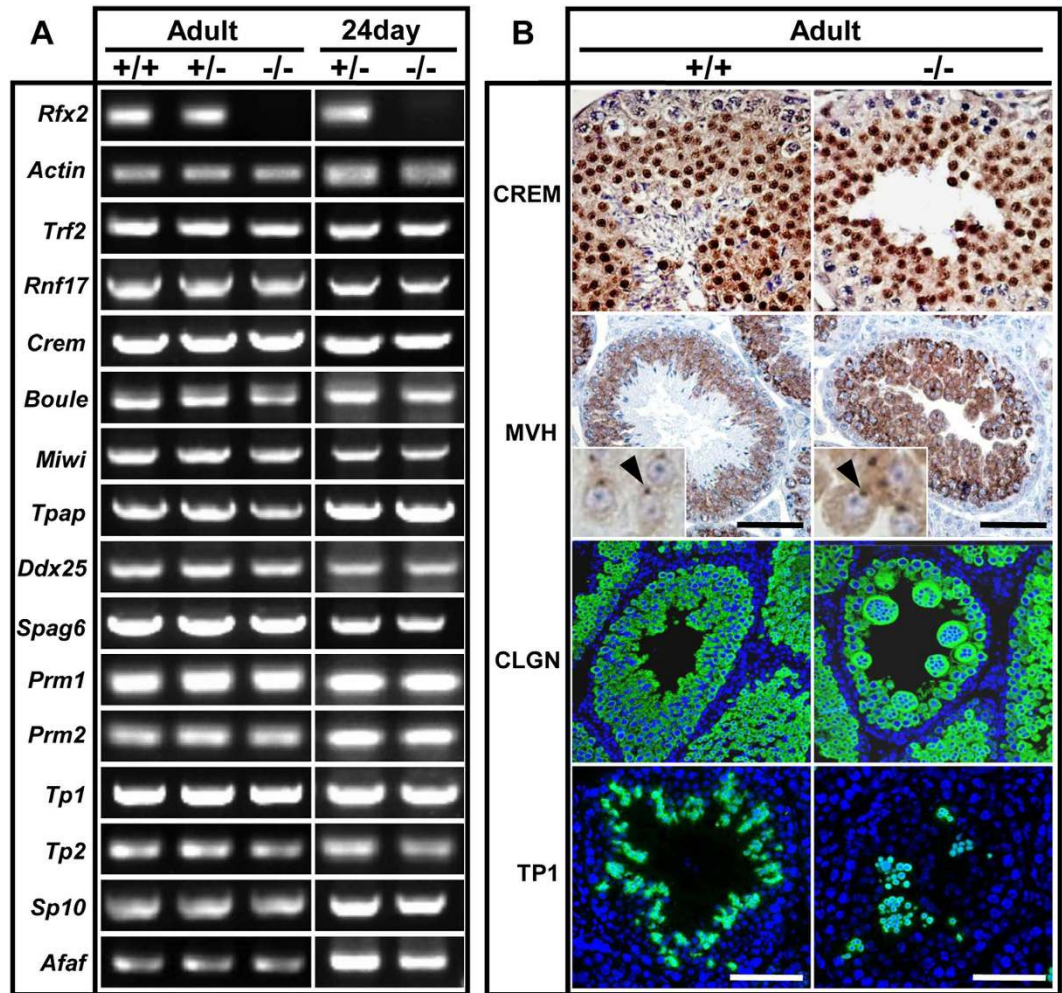 A
Adult
24day
+/+ +/- -/- +/- -/-
Rfx2
Actin
Trf2
Rnf17
Crem
Boule
Miwi
Tpap
Ddx25
Spag6
Prm1
Prm2
Tp1
Tp2
Sp10
Afaf
B
Adult
+/+ -/-
CREM
MVH
CLGN
TP1